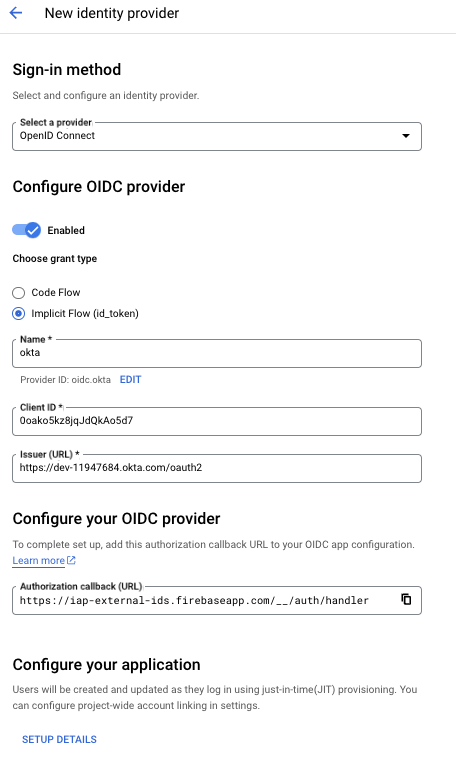 New identity provider
Sign-in method
Select and configure an identity provider.
Select a provider
OpenID Connect
Configure OIDC provider
Enabled
Choose grant type
Code Flow
Implicit Flow (id_token)
Name *
okta
Provider ID: oidc.okta EDIT
Client ID *
0oako5kz8jqJdQkAo5d7
Issuer (URL) *
https://dev-11947684.okta.com/oauth2
Configure your OIDC provider
To complete set up, add this authorization callback URL to your OIDC app configuration.
Learn more
Authorization callback (URL)
https://iap-external-ids.firebaseapp.com/__/auth/handler
Configure your application
Users will be created and updated as they log in using just-in-time(JIT) provisioning. You
can configure project-wide account linking in settings.
SETUP DETAILS